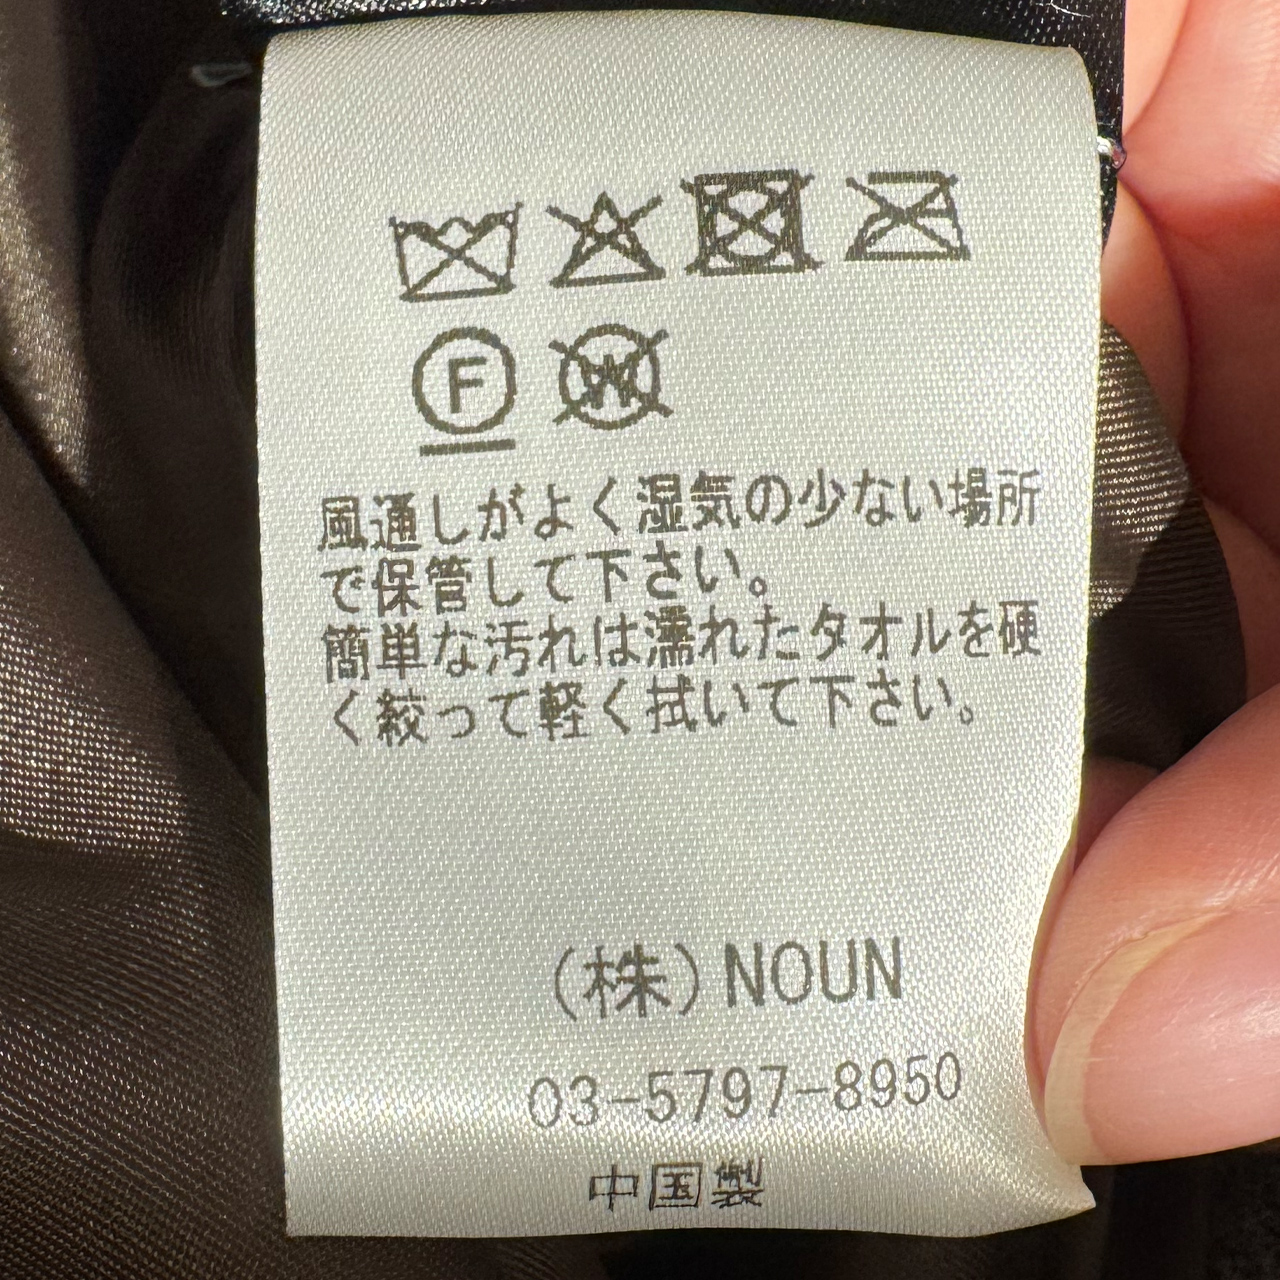 F
W
風通しがよく湿気の少ない場所
で保管して下さい。
簡単な汚れは濡れたタオルを硬
く絞って軽く拭いて下さい。
(株)NOUN
03-5797-8950
中国製